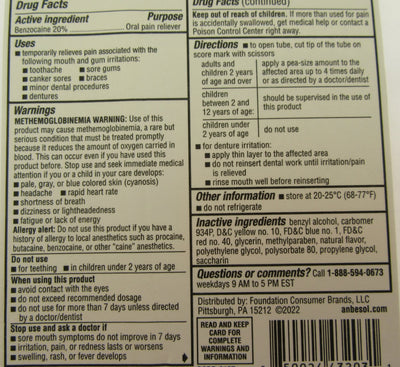 Drug Facts
Active ingredient Purpose
Benzocaine 20% Oral pain reliever
Uses
■ temporarily relieves pain associated with the
following mouth and gum irritations:
■ toothache ■ sore gums
■ canker sores ■ braces
■ minor dental procedures
■ dentures
Warnings
METHEMOGLOBINEMIA WARNING: Use of this
product may cause methemoglobinemia, a rare but
serious condition that must be treated promptly
because it reduces the amount of oxygen carried in
blood. This can occur even if you have used this
product before. Stop use and seek immediate medical
attention if you or a child in your care develops:
■ pale, gray, or blue colored skin (cyanosis)
■ headache ■ rapid heart rate
■ shortness of breath
■ dizziness or lightheadedness
■ fatigue or lack of energy
Allergy alert: Do not use this product if you have a
history of allergy to local anesthetics such as procaine,
butacaine, benzocaine, or other "caine" anesthetics.
Do not use
■ for teething ■ in children under 2 years of age
When using this product
■ avoid contact with the eyes
■ do not exceed recommended dosage
■ do not use for more than 7 days unless directed
by a doctor/dentist
Stop use and ask a doctor if
■ sore mouth symptoms do not improve in 7 days
■ irritation, pain, or redness lasts or worsens
■ swelling, rash, or fever develops
Drug Facts (continued)
Keep out of reach of children. If more than used for pain
is accidentally swallowed, get medical help or contact a
Poison Control Center right away.
Directions ■ to open tube, cut tip of the tube on
score mark with scissors
adults and
children 2 years
of age and over
apply a pea-size amount to the
affected area up to 4 times daily
or as directed by a doctor/dentist
children
between 2 and
12 years of age:
should be supervised in the use of
this product
children under
2 years of age
do not use
■ for denture irritation:
■ apply thin layer to the affected area
■ do not reinsert dental work until irritation/pain
is relieved
■ rinse mouth well before reinserting
Other information ■ store at 20-25°C (68-77°F)
■ do not refrigerate
Inactive ingredients benzyl alcohol, carbomer
934P, D&C yellow no. 10, FD&C blue no. 1, FD&C
red no. 40, glycerin, methylparaben, natural flavor,
polyethylene glycol, polysorbate 80, propylene glycol,
saccharin
Questions or comments? Call 1-888-594-0673
weekdays 9 AM to 5 PM EST
Distributed by: Foundation Consumer Brands, LLC
Pittsburgh, PA 15212 ©2022 anbesol.com
READ AND KEEP
CARD FOR
COMPLETE
WARNINGS AND
INFORMATION